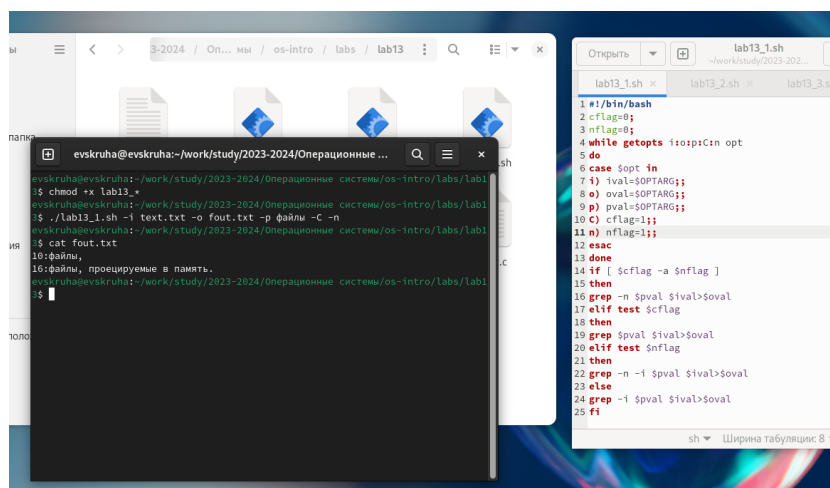 ы
3-2024 / Оп... мы / os-intro / labs / lab13
папка
.sh
ия
.c
поло
evskruha@evskruha:~/work/study/2023-2024/Операционные ...
evskruha@evskruha:~/work/study/2023-2024/Операционные системы/os-intro/labs/lab1
3$ chmod +x lab13_*
evskruha@evskruha:~/work/study/2023-2024/Операционные системы/os-intro/labs/lab1
3$ ./lab13_1.sh -i text.txt -o fout.txt -p файлы -C -n
evskruha@evskruha:~/work/study/2023-2024/Операционные системы/os-intro/labs/lab1
3$ cat fout.txt
10:файлы,
16:файлы, проецируемые в память.
evskruha@evskruha:~/work/study/2023-2024/Операционные системы/os-intro/labs/lab1
3$
Открыть
lab13_1.sh
~/work/study/2023-202...
lab13_1.sh × lab13_2.sh × lab13_3.s
1 #!/bin/bash
2 cflag=0;
3 nflag=0;
4 while getopts i:o:p:C:n opt
5 do
6 case $opt in
7 i) ival=$OPTARG;;
8 o) oval=$OPTARG;;
9 p) pval=$OPTARG;;
10 C) cflag=1;;
11 n) nflag=1;;
12 esac
13 done
14 if [ $cflag -a $nflag ]
15 then
16 grep -n $pval $ival>$oval
17 elif test $cflag
18 then
19 grep $pval $ival>$oval
20 elif test $nflag
21 then
22 grep -n -i $pval $ival>$oval
23 else
24 grep -i $pval $ival>$oval
25 fi
sh Ширина табуляции: 8